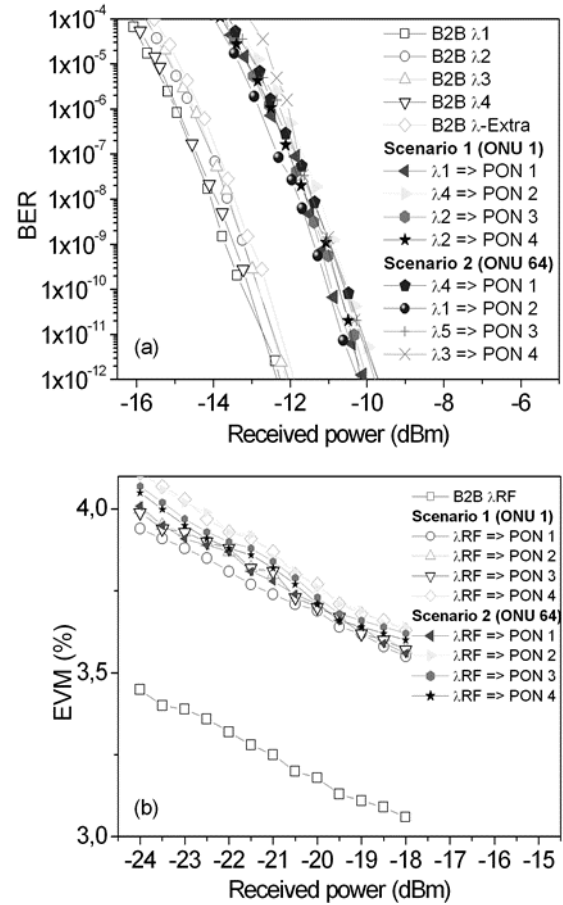 1x10⁻⁴
1x10⁻⁵
1x10⁻⁶
1x10⁻⁷
1x10⁻⁸
1x10⁻⁹
1x10⁻¹⁰
1x10⁻¹¹
1x10⁻¹²
BER
(a)
B2B λ1
B2B λ2
B2B λ3
B2B λ4
B2B λ-Extra
Scenario 1 (ONU 1)
λ1 => PON 1
λ4 => PON 2
λ2 => PON 3
λ2 => PON 4
Scenario 2 (ONU 64)
λ4 => PON 1
λ1 => PON 2
λ5 => PON 3
λ3 => PON 4
-16 -14 -12 -10 -8 -6
Received power (dBm)
4,0
3,5
3,0
EVM (%)
(b)
B2B λRF
Scenario 1 (ONU 1)
λRF => PON 1
λRF => PON 2
λRF => PON 3
λRF => PON 4
Scenario 2 (ONU 64)
λRF => PON 1
λRF => PON 2
λRF => PON 3
λRF => PON 4
-24 -23 -22 -21 -20 -19 -18 -17 -16 -15
Received power (dBm)